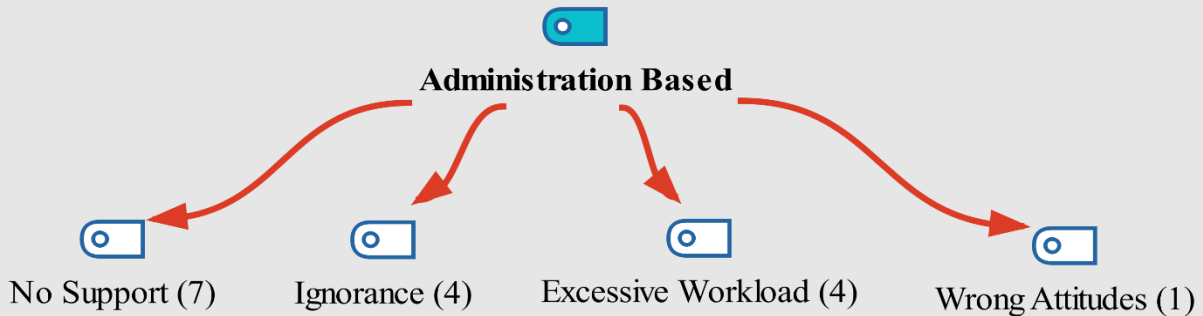 Administration Based
No Support (7)
Ignorance (4)
Excessive Workload (4)
Wrong Attitudes (1)